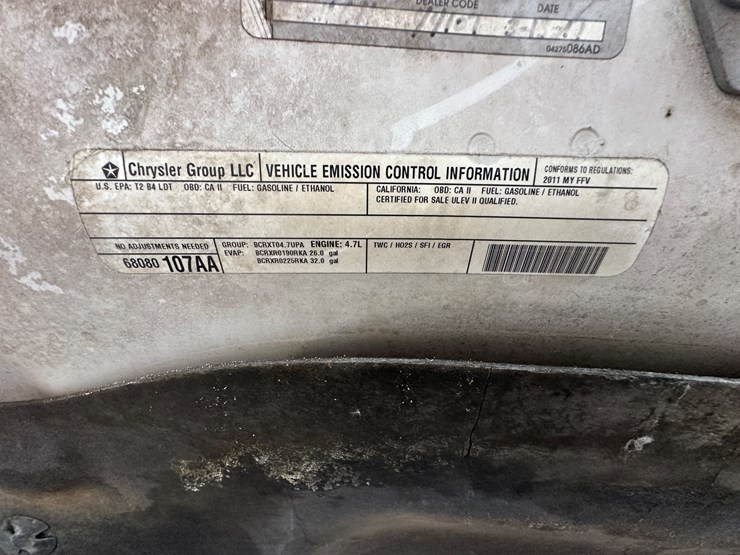 DEALER CODE DATE
04275086AD
Chrysler Group LLC VEHICLE EMISSION CONTROL INFORMATION CONFORMS TO REGULATIONS:
2011 MY FFV
U.S. EPA: T2 B4 LDT OBD: CA II FUEL: GASOLINE / ETHANOL
CALIFORNIA: OBD: CA II FUEL: GASOLINE / ETHANOL
CERTIFIED FOR SALE ULEV II QUALIFIED.
NO ADJUSTMENTS NEEDED
68080 107AA
GROUP: BCRXT04.7UPA ENGINE: 4.7L
EVAP: BCRXR0190RKA 26.0 gal
BCRXR0225RKA 32.0 gal
TWC / HO2S / SFI / EGR